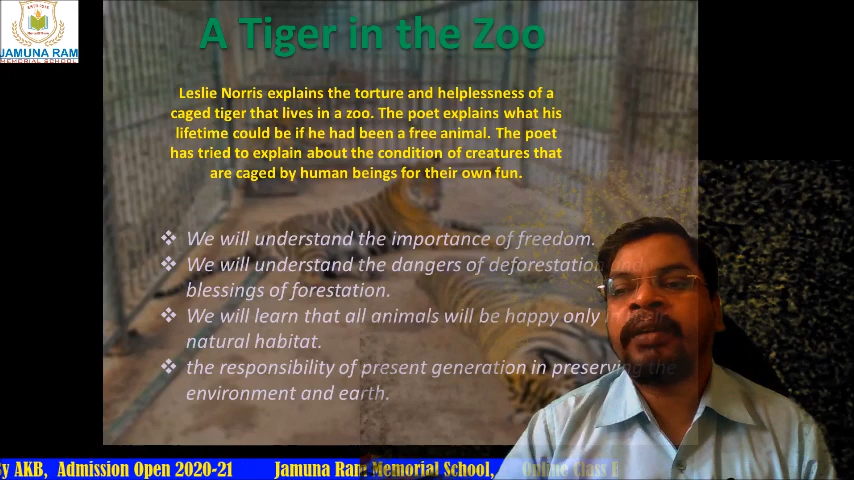 JAMUNA RAM
MEMORIAL SCHOOL
A Tiger in the Zoo
Leslie Norris explains the torture and helplessness of a
caged tiger that lives in a zoo. The poet explains what his
lifetime could be if he had been a free animal. The poet
has tried to explain about the condition of creatures that
are caged by human beings for their own fun.
❖ We will understand the importance of freedom.
❖ We will understand the dangers of deforestation
blessings of forestation.
❖ We will learn that all animals will be happy only
natural habitat.
❖ the responsibility of present generation in preserving the
environment and earth.
By AKB, Admission Open 2020-21 Jamuna Ram Memorial School, Online Class